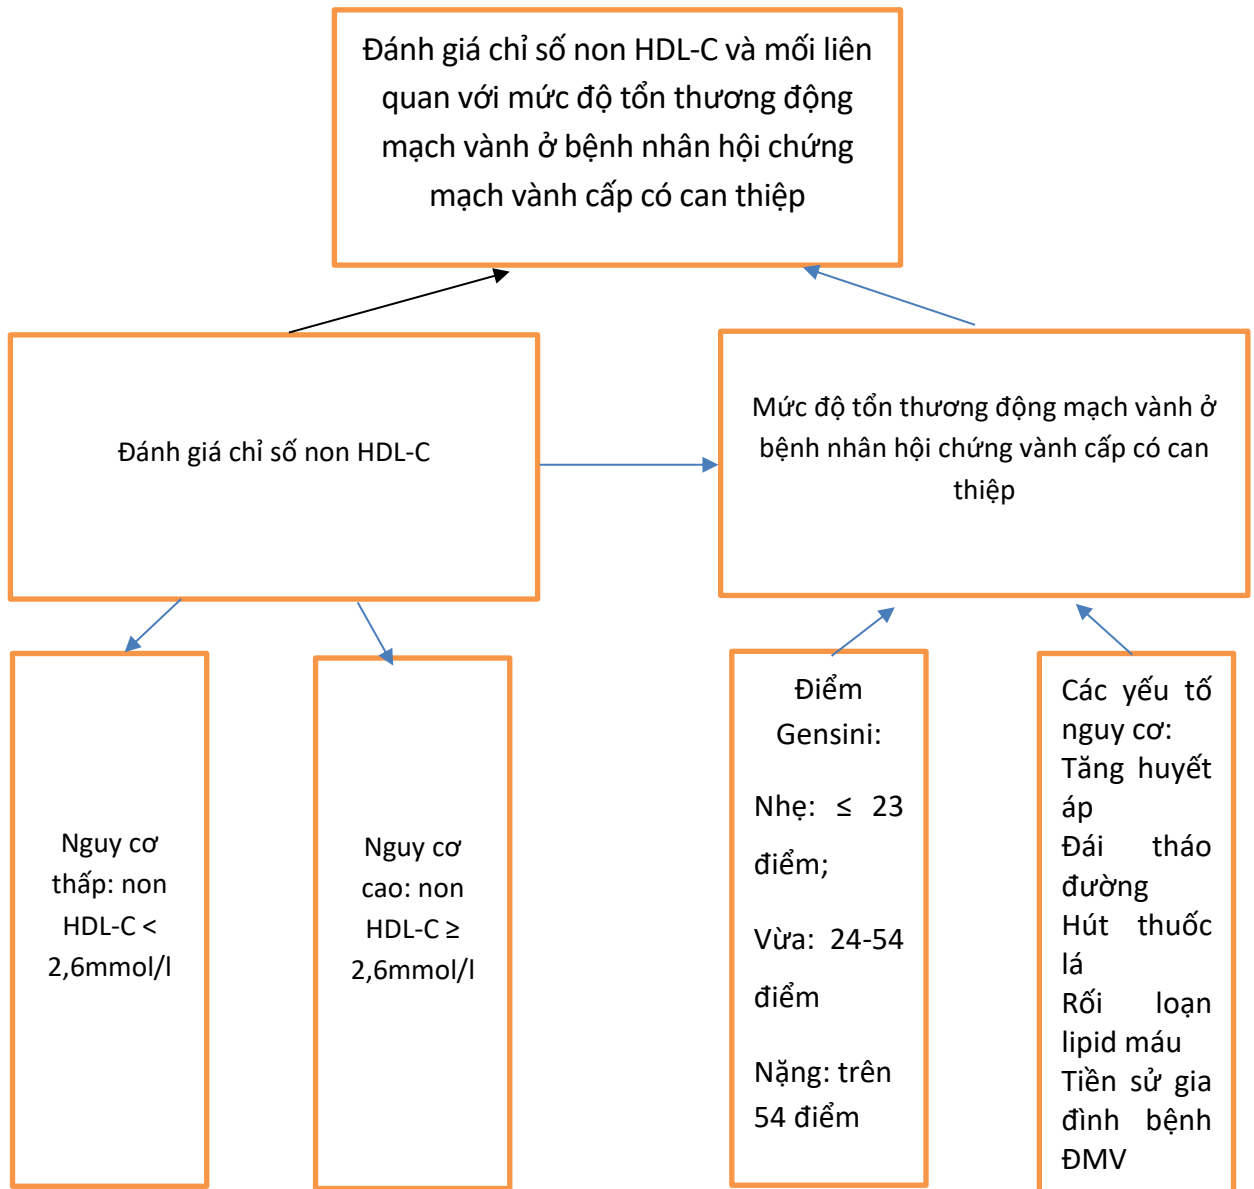 Đánh giá chỉ số non HDL-C và mối liên
quan với mức độ tổn thương động
mạch vành ở bệnh nhân hội chứng
mạch vành cấp có can thiệp
Đánh giá chỉ số non HDL-C
Mức độ tổn thương động mạch vành ở
bệnh nhân hội chứng vành cấp có can
thiệp
Nguy cơ
thấp: non
HDL-C <
2,6mmol/l
Nguy cơ
cao: non
HDL-C ≥
2,6mmol/l
Điểm
Gensini:
Nhẹ: ≤ 23
điểm;
Vừa: 24-54
điểm
Nặng: trên
54 điểm
Các yếu tố
nguy cơ:
Tăng huyết
áp
Đái tháo
đường
Hút thuốc
lá
Rối loạn
lipid máu
Tiền sử gia
đình bệnh
ĐMV